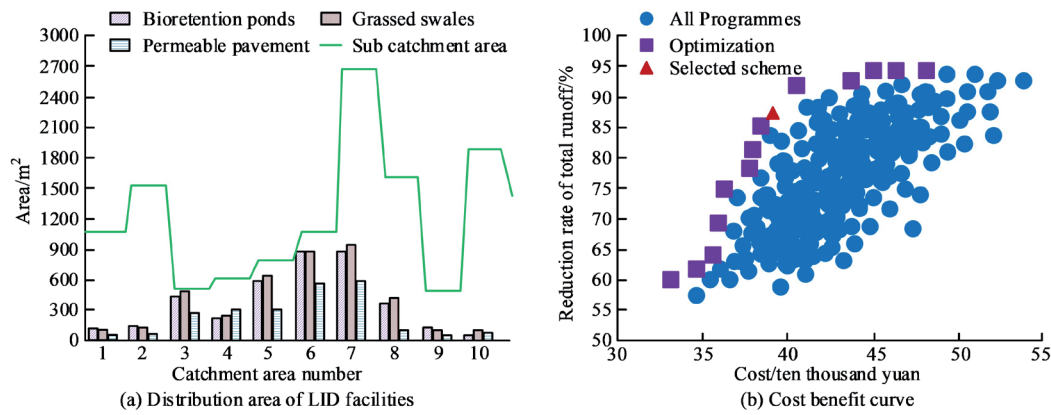 Bioretention ponds
Grassed swales
Permeable pavement
Sub catchment area
3000
2700
2400
2100
1800
1500
1200
900
600
300
0
Area/m²
1 2 3 4 5 6 7 8 9 10
Catchment area number
(a) Distribution area of LID facilities
All Programmes
Optimization
Selected scheme
95
90
85
80
75
70
65
60
55
50
Reduction rate of total runoff/%
30 35 40 45 50 55
Cost/ten thousand yuan
(b) Cost benefit curve